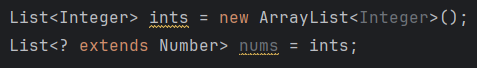 List<Integer> ints = new ArrayList<Integer>();
List<? extends Number> nums = ints;